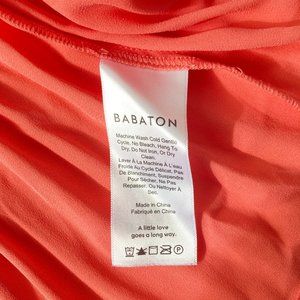 BABATON
Machine Wash Cold Gentle
Cycle, No Bleach, Hang To
Dry, Do Not Iron, Or Dry
Clean.
Laver À La Machine À L'eau
Froide Au Cycle Délicat, Pas
De Blanchiment, Suspendre
Pour Sécher, Ne Pas
Repasser, Ou Nettoyer À
Sec.
Made in China
Fabriqué en China
A little love
goes a long way.